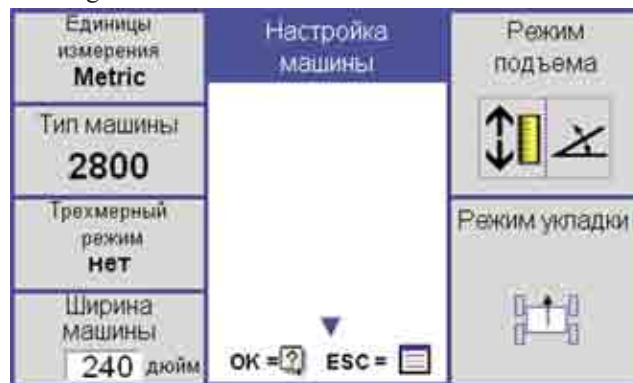 Единицы
измерения
Metric
Тип машины
2800
Трехмерный
режим
нет
Ширина
машины
240 дюйм
Настройка
машины
OK = ? ESC =
Режим
подъема
Режим укладки